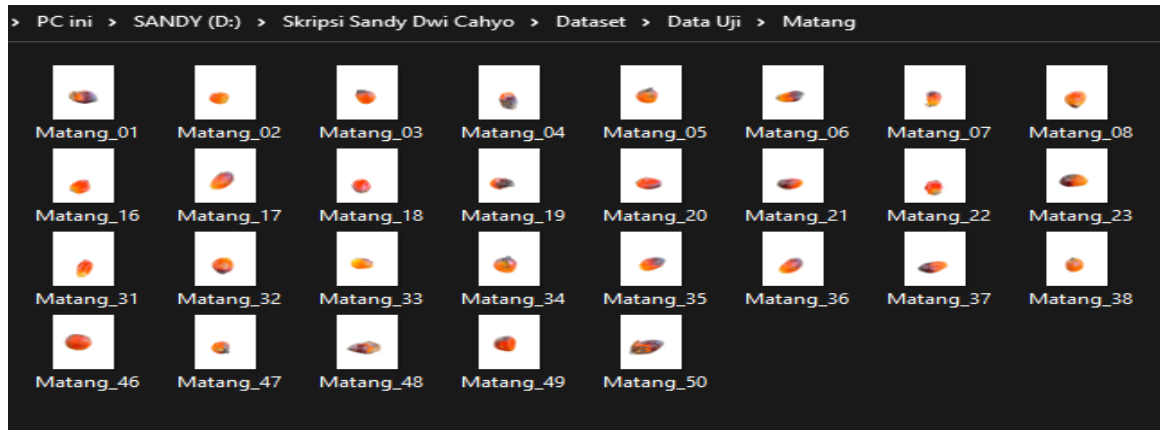 > PC ini > SANDY (D:) > Skripsi Sandy Dwi Cahyo > Dataset > Data Uji > Matang
Matang_01 Matang_02 Matang_03 Matang_04 Matang_05 Matang_06 Matang_07 Matang_08
Matang_16 Matang_17 Matang_18 Matang_19 Matang_20 Matang_21 Matang_22 Matang_23
Matang_31 Matang_32 Matang_33 Matang_34 Matang_35 Matang_36 Matang_37 Matang_38
Matang_46 Matang_47 Matang_48 Matang_49 Matang_50